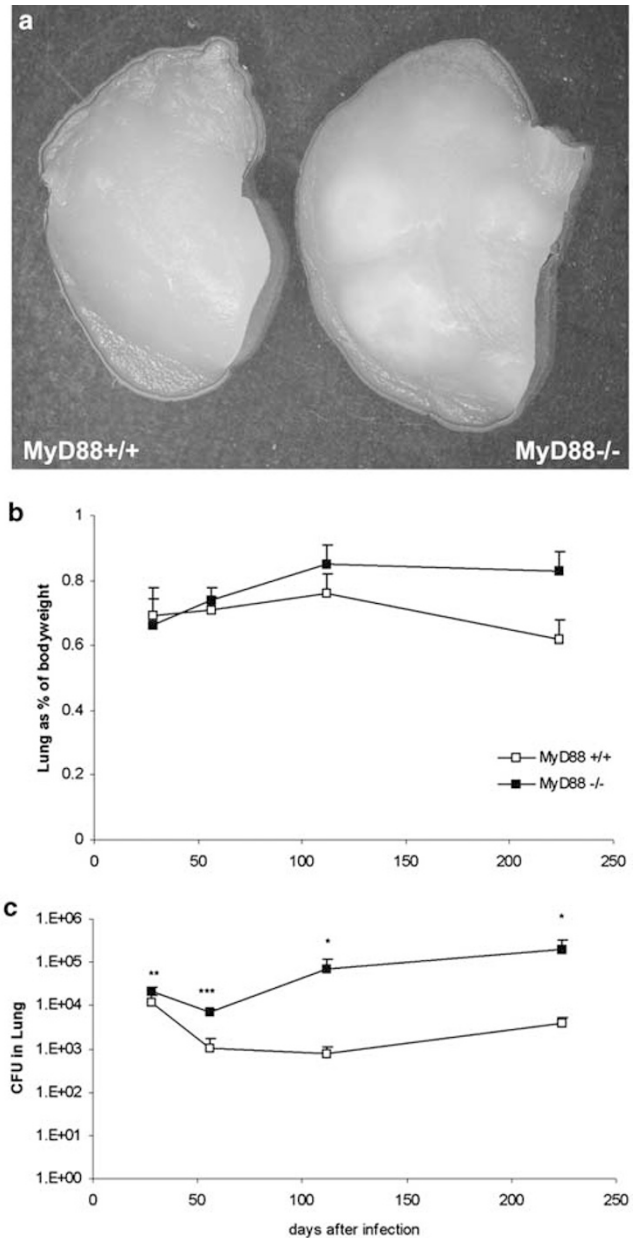 a
MyD88+/+ MyD88-/-
b
1
0.8
0.6
0.4
0.2
0
Lung as % of bodyweight
MyD88 +/+
MyD88 -/-
0 50 100 150 200 250
c
1.E+06
1.E+05
1.E+04
1.E+03
1.E+02
1.E+01
1.E+00
CFU in Lung
** *** * *
0 50 100 150 200 250
days after infection